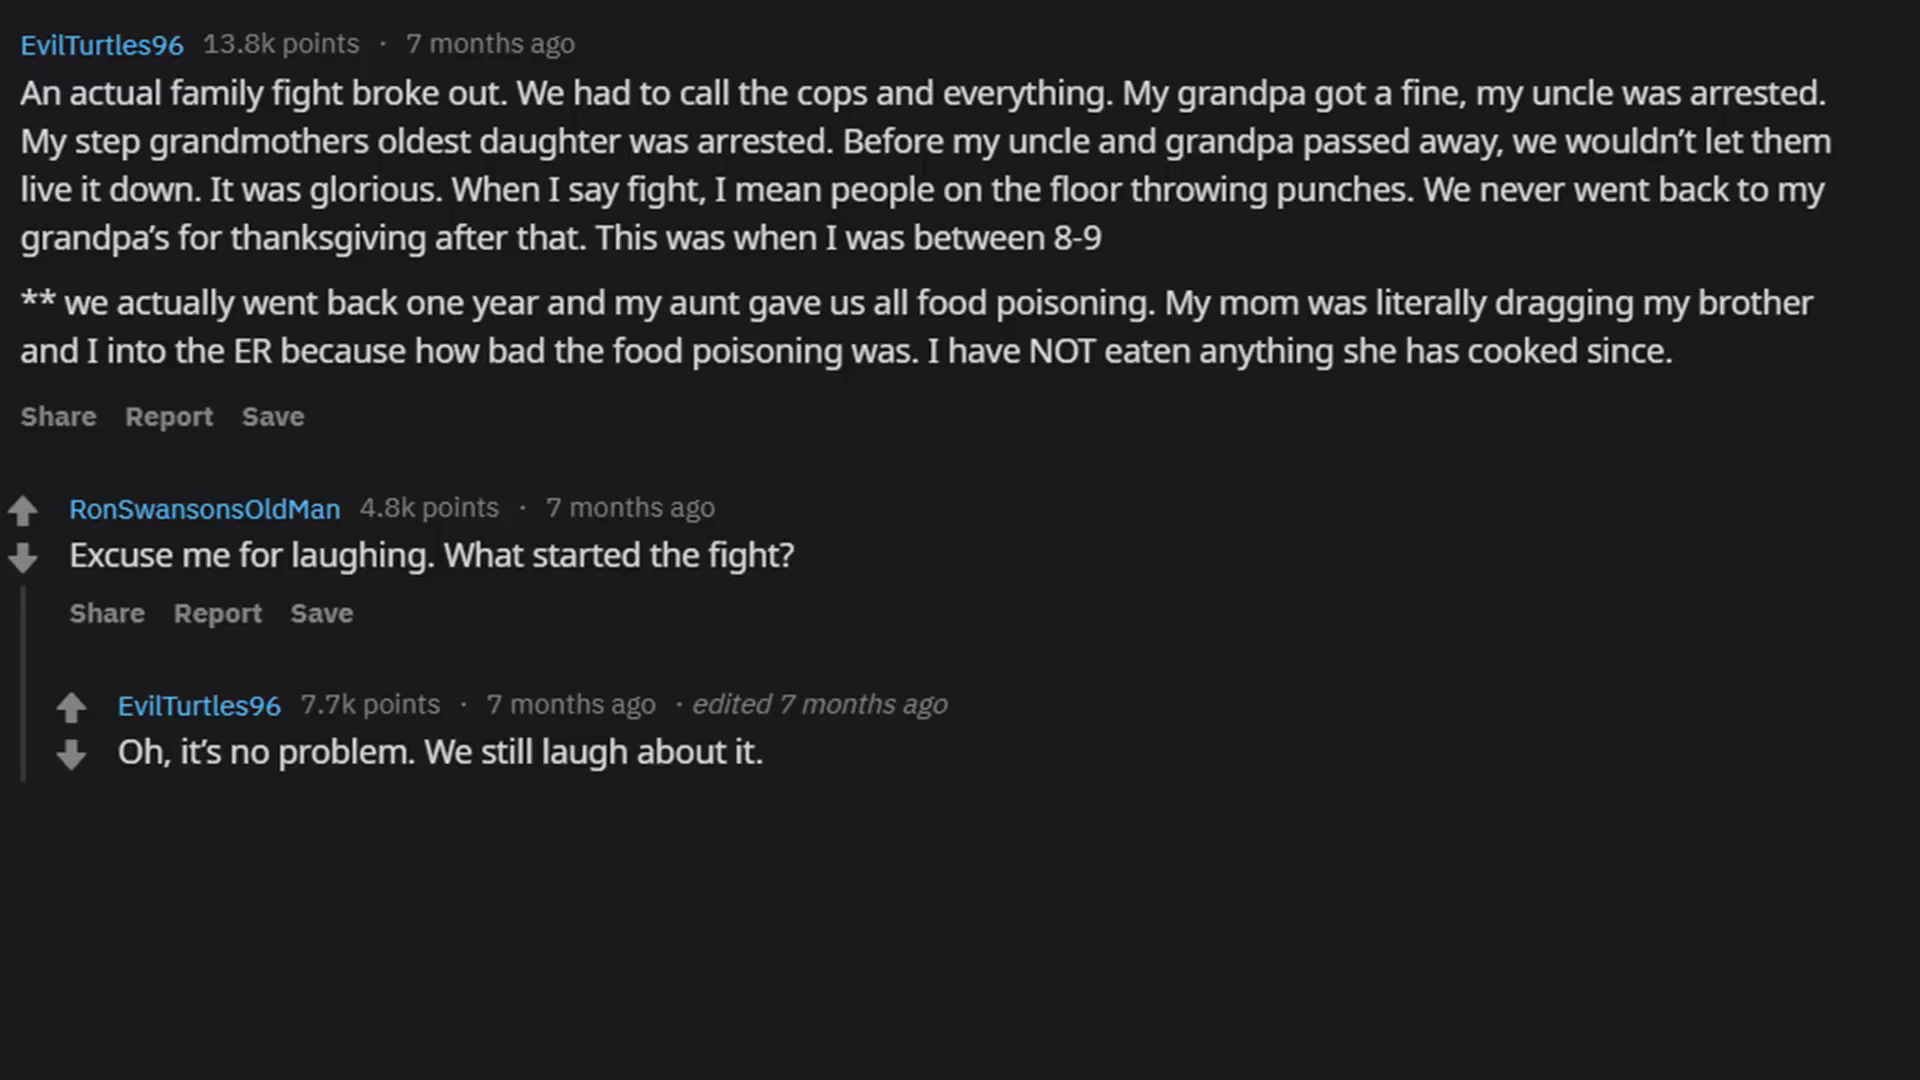 EvilTurtles96 13.8k points · 7 months ago
An actual family fight broke out. We had to call the cops and everything. My grandpa got a fine, my uncle was arrested.
My step grandmothers oldest daughter was arrested. Before my uncle and grandpa passed away, we wouldn’t let them
live it down. It was glorious. When I say fight, I mean people on the floor throwing punches. We never went back to my
grandpa’s for thanksgiving after that. This was when I was between 8-9
** we actually went back one year and my aunt gave us all food poisoning. My mom was literally dragging my brother
and I into the ER because how bad the food poisoning was. I have NOT eaten anything she has cooked since.
Share Report Save
RonSwansonsOldMan 4.8k points · 7 months ago
Excuse me for laughing. What started the fight?
Share Report Save
EvilTurtles96 7.7k points · 7 months ago · edited 7 months ago
Oh, it’s no problem. We still laugh about it.